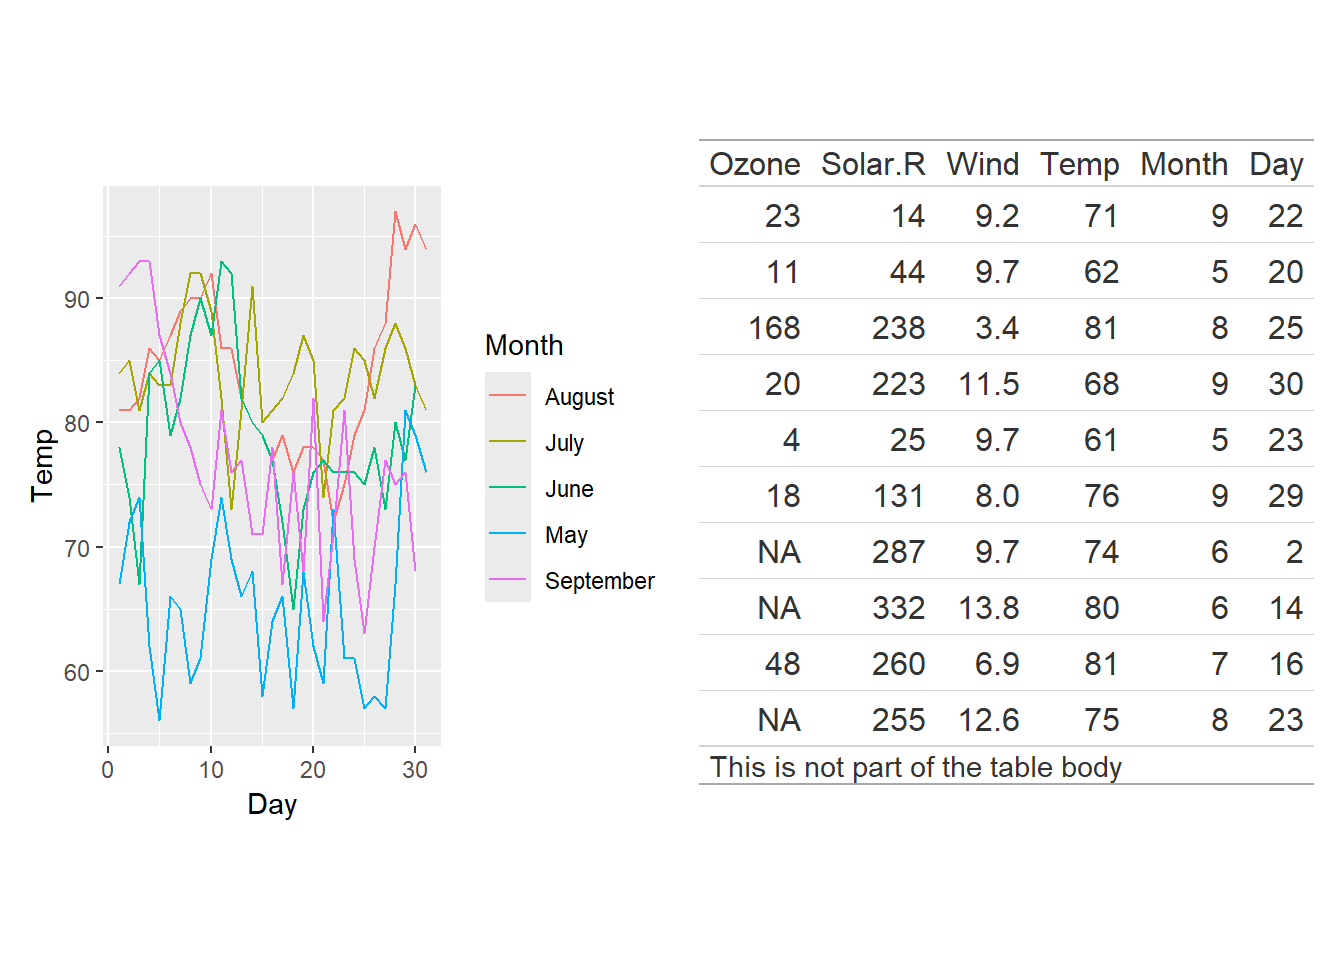 Temp
90
80
70
60
0 10 20 30
Day
Month
August
July
June
May
September
Ozone Solar.R Wind Temp Month Day
23 14 9.2 71 9 22
11 44 9.7 62 5 20
168 238 3.4 81 8 25
20 223 11.5 68 9 30
4 25 9.7 61 5 23
18 131 8.0 76 9 29
NA 287 9.7 74 6 2
NA 332 13.8 80 6 14
48 260 6.9 81 7 16
NA 255 12.6 75 8 23
This is not part of the table body